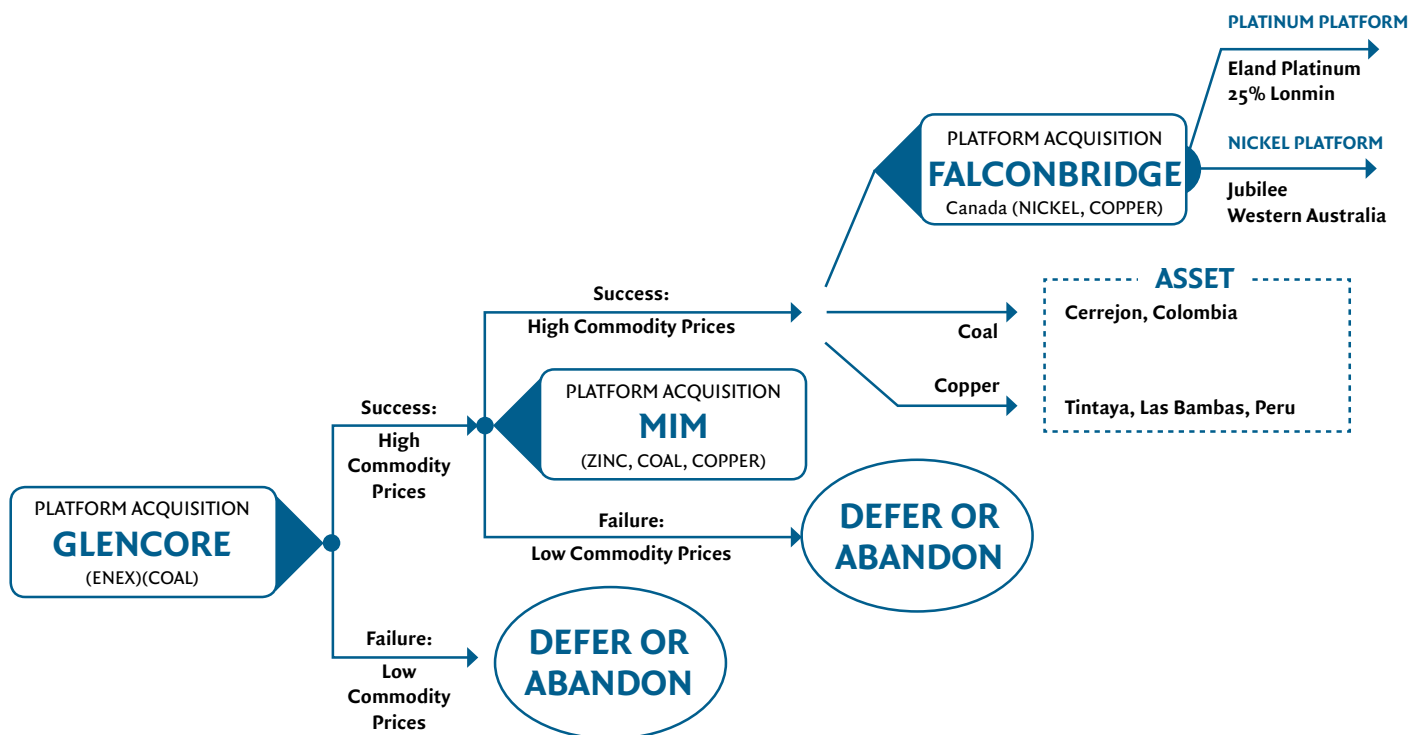 PLATINUM PLATFORM
Eland Platinum
25% Lonmin
PLATFORM ACQUISITION
FALCONBRIDGE
Canada (NICKEL, COPPER)
NICKEL PLATFORM
Jubilee
Western Australia
ASSET
Success:
High Commodity Prices
Coal
Cerrejon, Colombia
Copper
Tintaya, Las Bambas, Peru
PLATFORM ACQUISITION
MIM
(ZINC, COAL, COPPER)
Success:
High
Commodity
Prices
PLATFORM ACQUISITION
GLENCORE
(ENEX)(COAL)
Failure:
Low Commodity Prices
DEFER OR
ABANDON
Failure:
Low
Commodity
Prices
DEFER OR
ABANDON